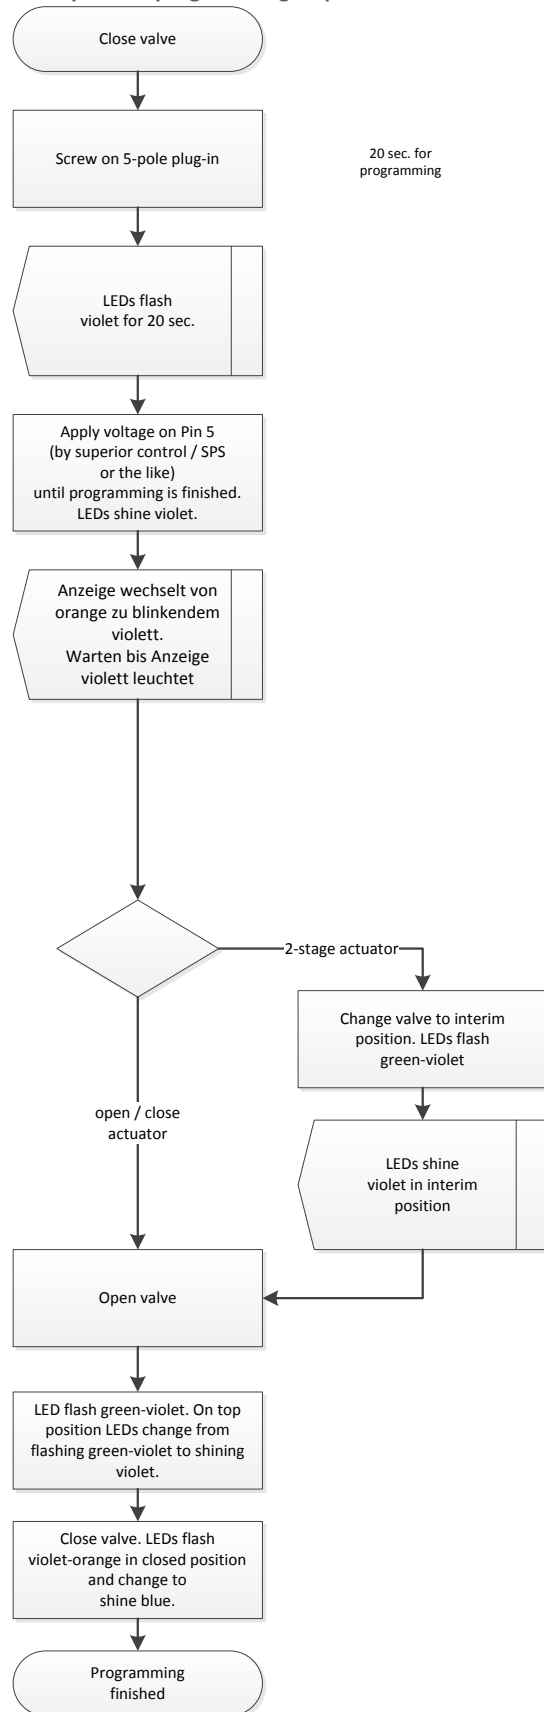 Close valve
Screw on 5-pole plug-in
20 sec. for
programming
LEDs flash
violet for 20 sec.
Apply voltage on Pin 5
(by superior control / SPS
or the like)
until programming is finished.
LEDs shine violet.
Anzeige wechselt von
orange zu blinkendem
violett.
Warten bis Anzeige
violett leuchtet
2-stage actuator
Change valve to interim
position. LEDs flash
green-violet
open / close
actuator
LEDs shine
violet in interim
position
Open valve
LED flash green-violet. On top
position LEDs change from
flashing green-violet to shining
violet.
Close valve. LEDs flash
violet-orange in closed position
and change to
shine blue.
Programming
finished